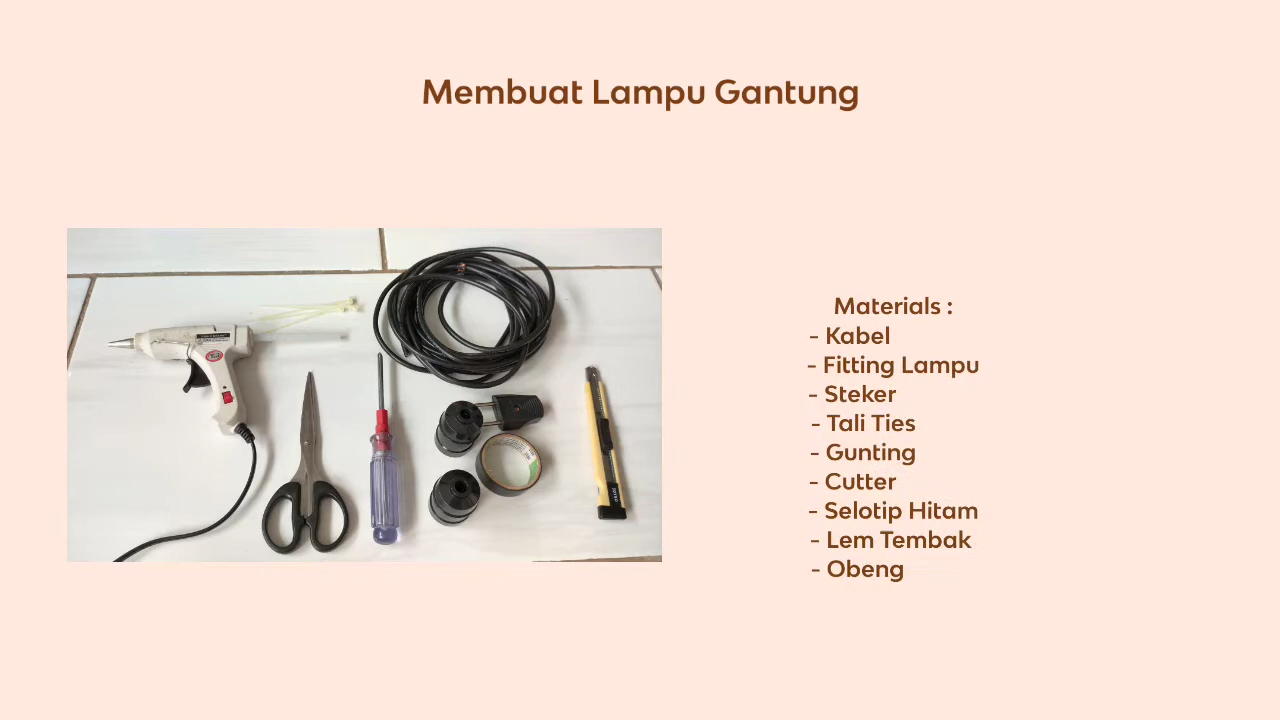 Membuat Lampu Gantung
Materials :
- Kabel
- Fitting Lampu
- Steker
- Tali Ties
- Gunting
- Cutter
- Selotip Hitam
- Lem Tembak
- Obeng